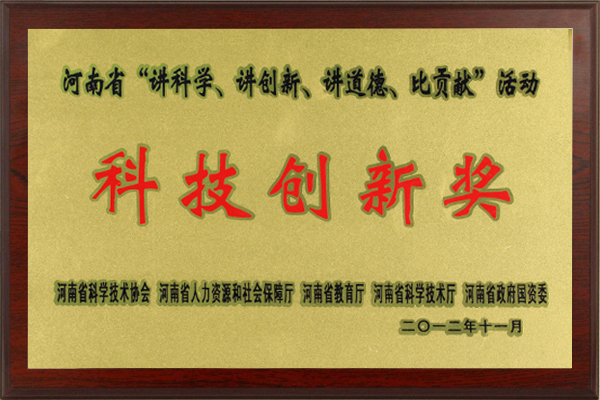 河南省“讲科学、讲创新、讲道德、比贡献”活动
科技创新奖
河南省科学技术协会 河南省人力资源和社会保障厅 河南省教育厅 河南省科学技术厅 河南省政府国资委
二〇一二年十一月